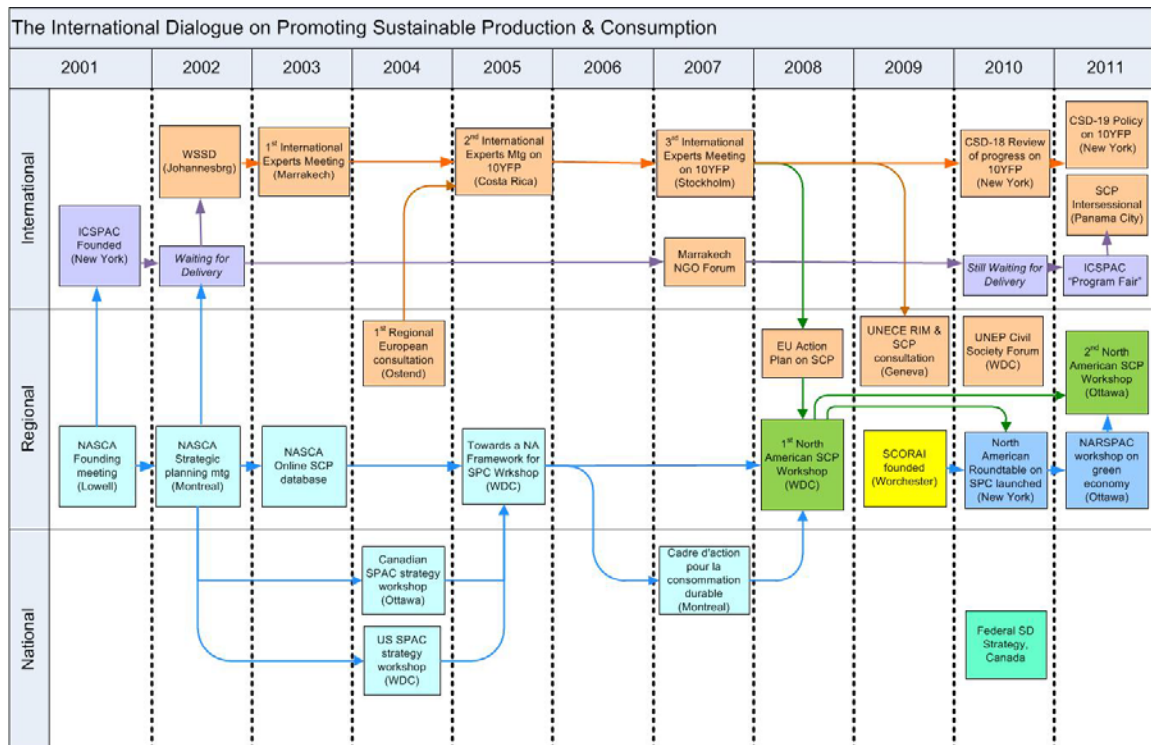 The International Dialogue on Promoting Sustainable Production & Consumption
2001
2002
2003
2004
2005
2006
2007
2008
2009
2010
2011
International
WSSD
(Johannesbrg)
1st International
Experts Meeting
(Marrakech)
2nd International
Experts Mtg on
10YFP
(Costa Rica)
3rd International
Experts Meeting
on 10YFP
(Stockholm)
CSD-18 Review
of progress on
10YFP
(New York)
CSD-19 Policy
on 10YFP
(New York)
SCP
Intersessional
(Panama City)
ICSPAC
Founded
(New York)
Waiting for
Delivery
Marrakech
NGO Forum
Still Waiting for
Delivery
ICSPAC
"Program Fair"
Regional
1st Regional
European
consultation
(Ostend)
EU Action
Plan on SCP
UNECE RIM &
SCP
consultation
(Geneva)
UNEP Civil
Society Forum
(WDC)
2nd North
American SCP
Workshop
(Ottawa)
NASCA
Founding
meeting
(Lowell)
NASCA
Strategic
planning mtg
(Montreal)
NASCA
Online SCP
database
Towards a NA
Framework for
SPC Wrkshop
(WDC)
1st North
American SCP
Workshop
(WDC)
SCORAI
founded
(Worchester)
North
American
Roundtable on
SPC launched
(New York)
NARSPAC
workshop on
green
economy
(Ottawa)
National
Canadian
SPAC strategy
workshop
(Ottawa)
Cadre d'action
pour la
consommation
durable
(Montreal)
US SPAC
strategy
workshop
(WDC)
Federal SD
Strategy,
Canada